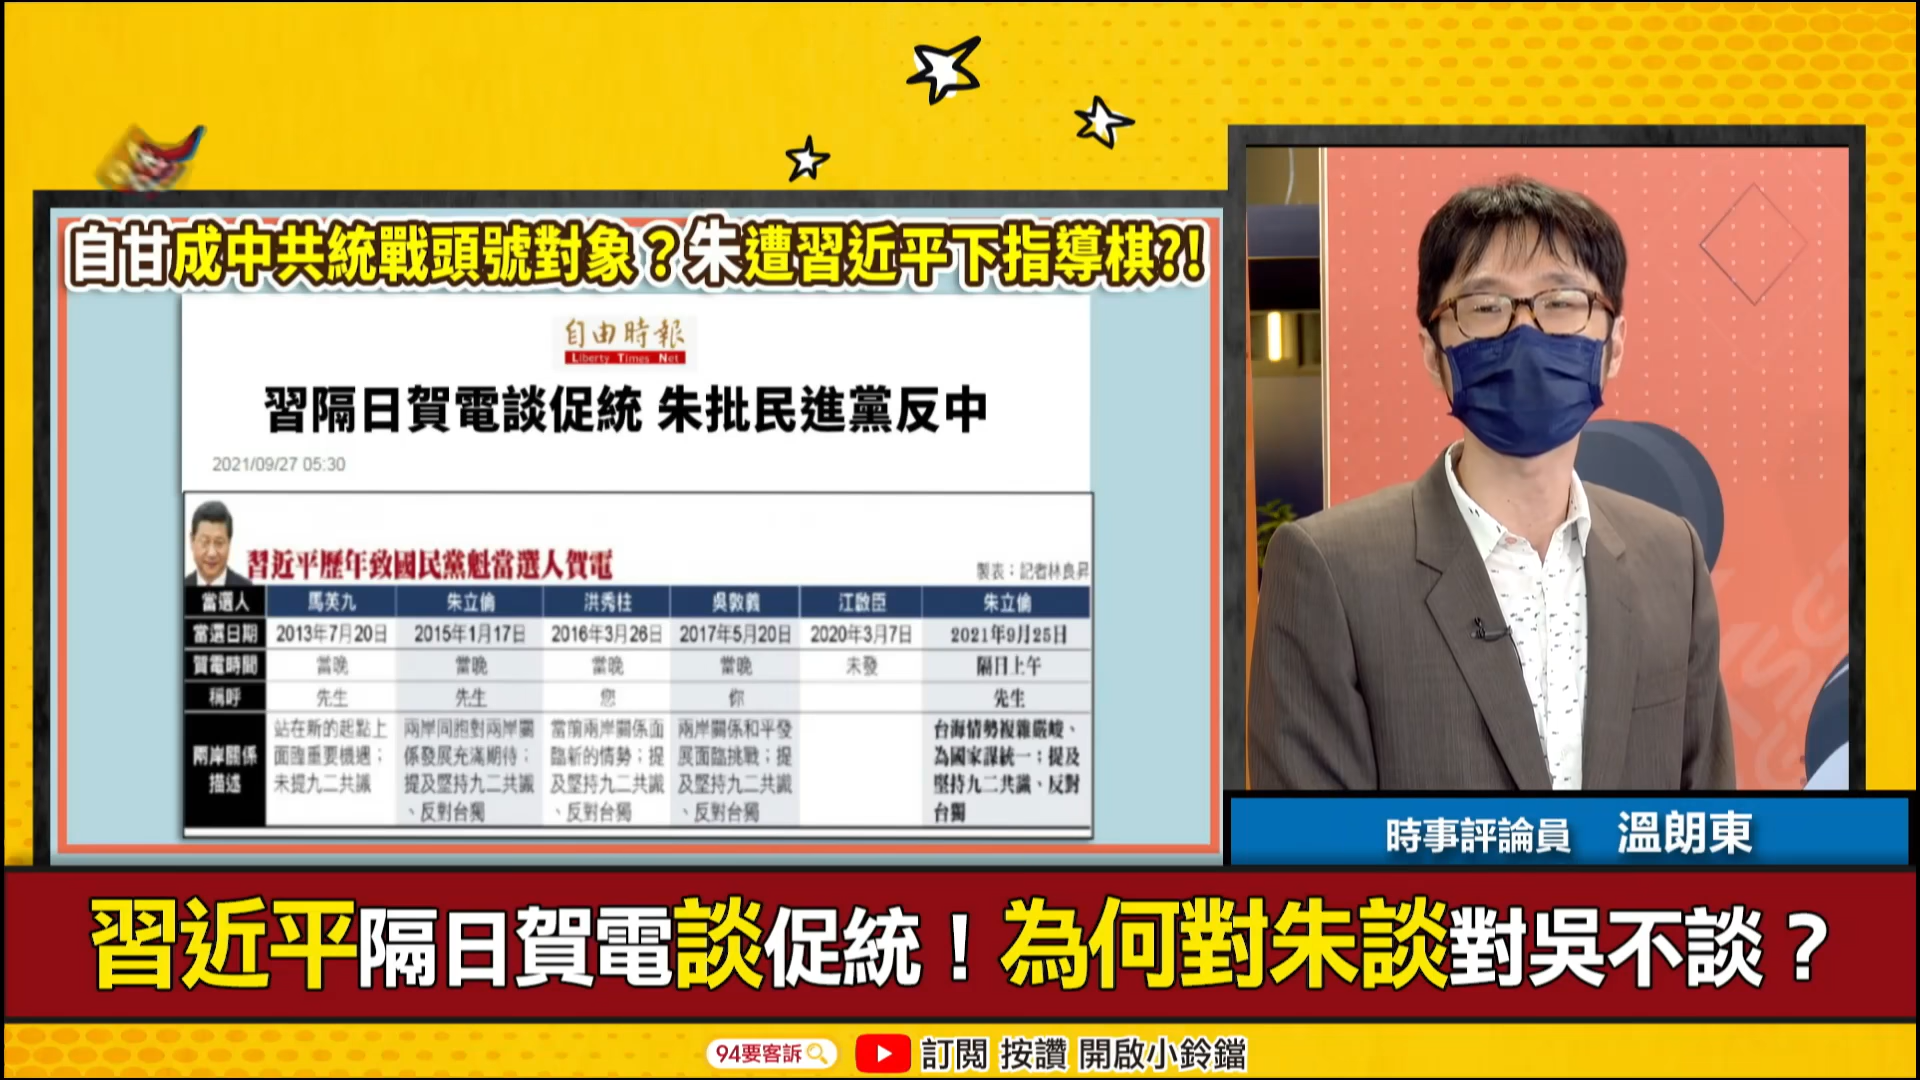 自甘成中共統戰頭號對象？朱遭習近平下指導棋?!
自由時報
Liberty Times Net
習隔日賀電談促統 朱批民進黨反中
2021/09/27 05:30
習近平歷年致國民黨魁當選人賀電
製表：記者林良昇
當選人 馬英九 朱立倫 洪秀柱 吳敦義 江啟臣 朱立倫
當選日期 2013年7月20日 2015年1月17日 2016年3月26日 2017年5月20日 2020年3月7日 2021年9月25日
賀電時間 當晚 當晚 當晚 當晚 未發 隔日上午
稱呼 先生 先生 您 你 先生
兩岸關係描述
站在新的起點上
面臨重要機遇；
未提九二共識
兩岸同胞對兩岸關
係發展充滿期待；
提及堅持九二共識
、反對台獨
當前兩岸關係面
臨新的情勢；提
及堅持九二共識
、反對台獨
兩岸關係和平發
展面臨挑戰；提
及堅持九二共識
、反對台獨
台海情勢複雜嚴峻、
為國家謀統一；提及
堅持九二共識、反對
台獨
時事評論員 溫朗東
習近平隔日賀電談促統！為何對朱談對吳不談？
94要客訴 訂閱 按讚 開啟小鈴鐺